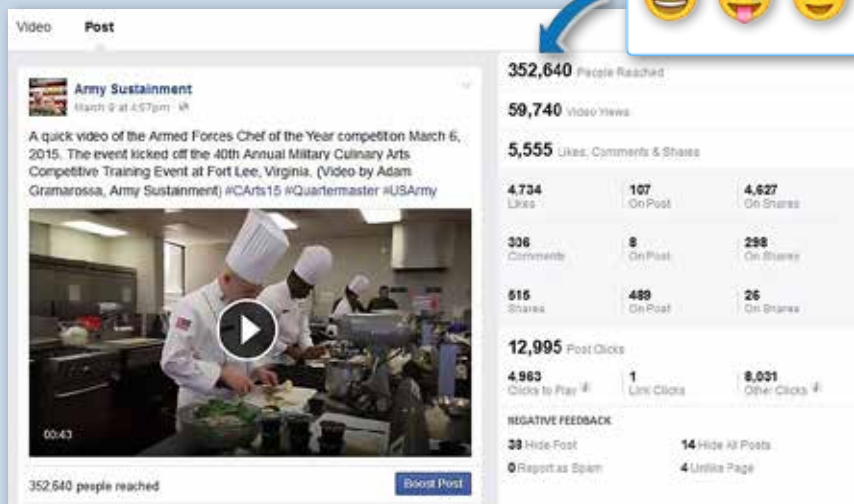 Video Post
Army Sustainment
March 9 at 4:57pm
A quick video of the Armed Forces Chef of the Year competition March 6,
2015. The event kicked off the 40th Annual Military Culinary Arts
Competitive Training Event at Fort Lee, Virginia. (Video by Adam
Gramarossa, Army Sustainment) #CArts15 #Quartermaster #USArmy
00:43
352,640 people reached
Boost Post
352,640 People Reached
59,740 Video Views
5,555 Likes, Comments & Shares
4,734 107 4,627
Likes On Post On Shares
306 8 298
Comments On Post On Shares
515 489 26
Shares On Post On Shares
12,995 Post Clicks
4,963 1 8,031
Clicks to Play Link Clicks Other Clicks
NEGATIVE FEEDBACK
38 Hide Post 14 Hide All Posts
0 Report as Spam 4 Unlike Page